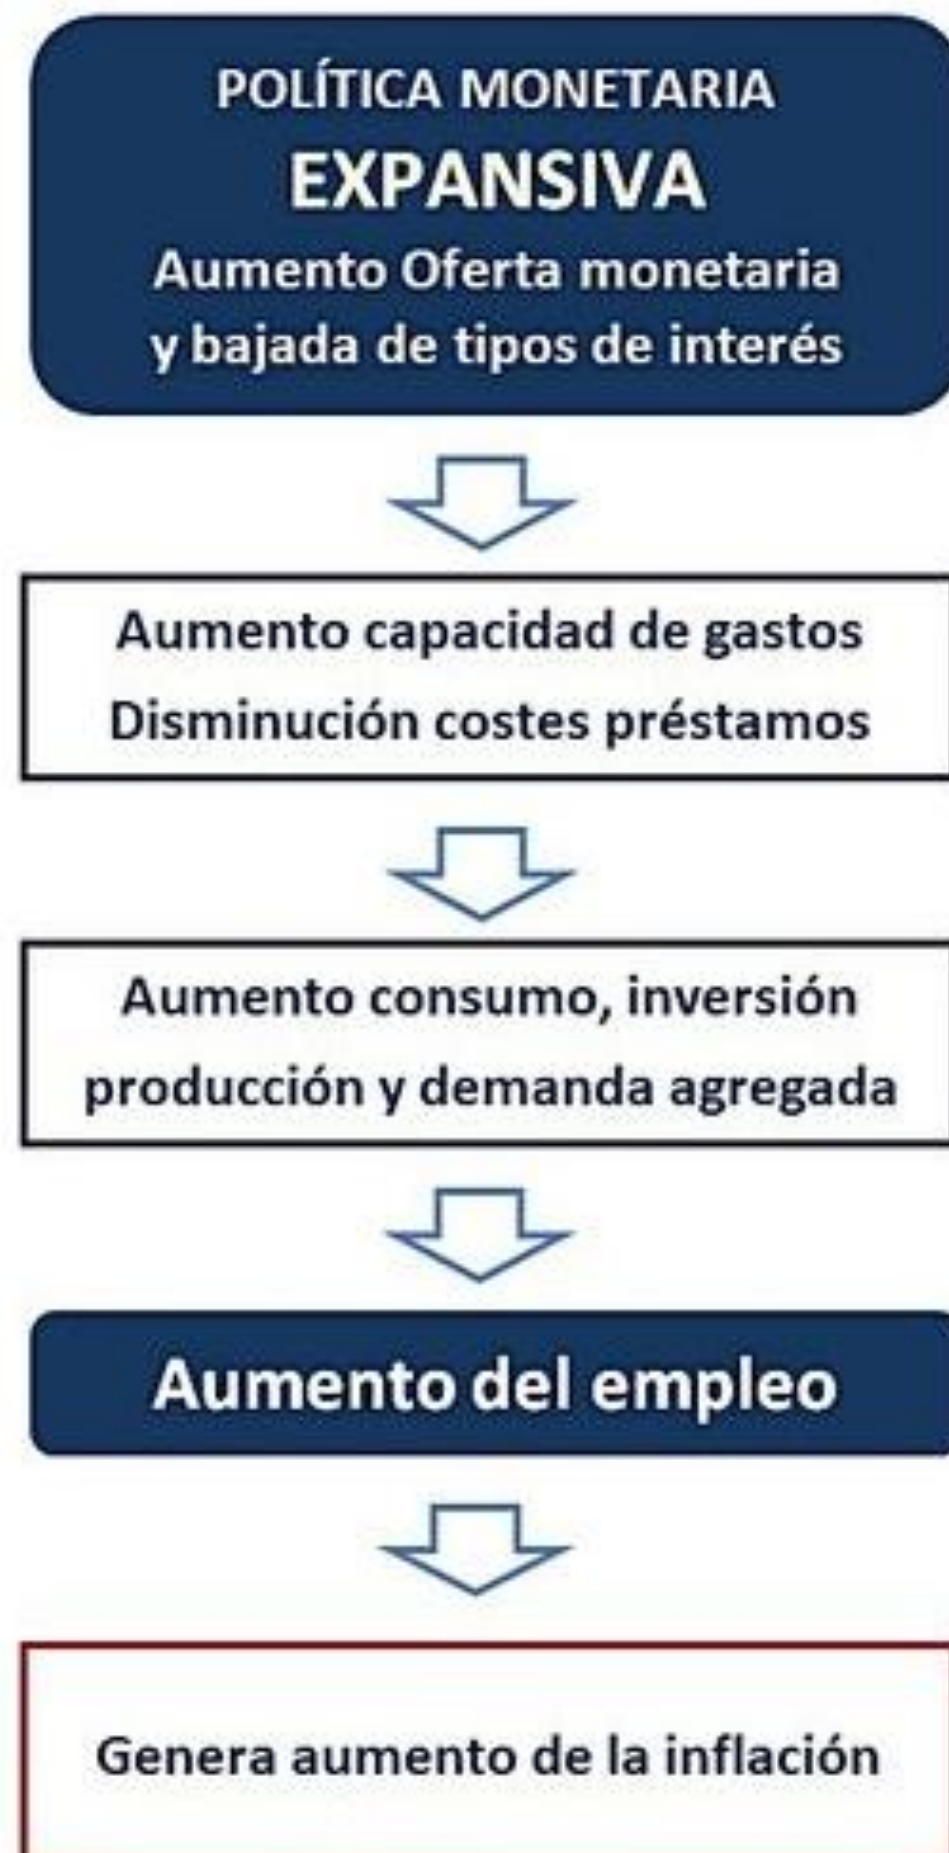 POLÍTICA MONETARIA
EXPANSIVA
Aumento Oferta monetaria
y bajada de tipos de interés
Aumento capacidad de gastos
Disminución costes préstamos
Aumento consumo, inversión
producción y demanda agregada
Aumento del empleo
Genera aumento de la inflación